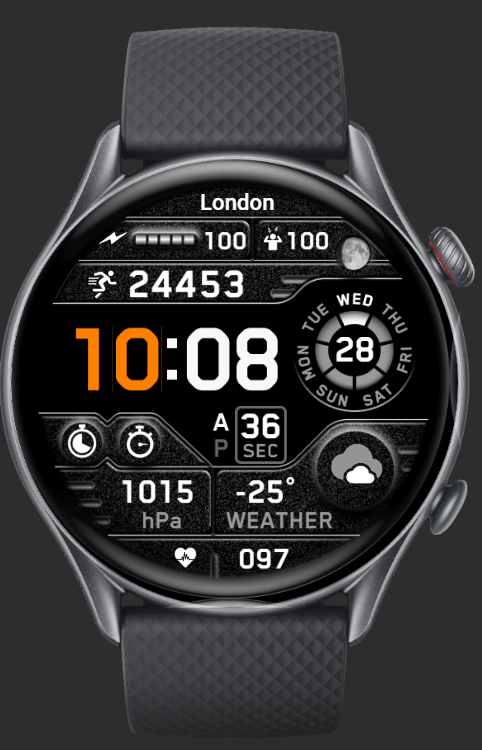 London
100 100
24453
10:08
MON TUE WED THU FRI SAT SUN
28
A
P
36
SEC
1015
hPa
-25°
WEATHER
097